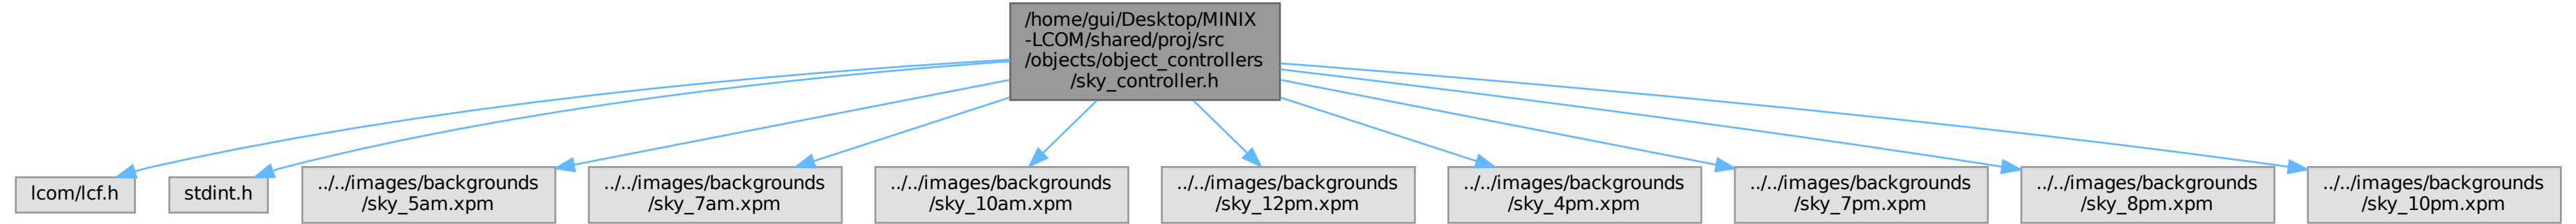 /home/gui/Desktop/MINIX
-LCOM/shared/proj/src
/objects/object_controllers
/sky_controller.h
lcom/lcf.h
stdint.h
../../images/backgrounds
/sky_5am.xpm
../../images/backgrounds
/sky_7am.xpm
../../images/backgrounds
/sky_10am.xpm
../../images/backgrounds
/sky_12pm.xpm
../../images/backgrounds
/sky_4pm.xpm
../../images/backgrounds
/sky_7pm.xpm
../../images/backgrounds
/sky_8pm.xpm
../../images/backgrounds
/sky_10pm.xpm